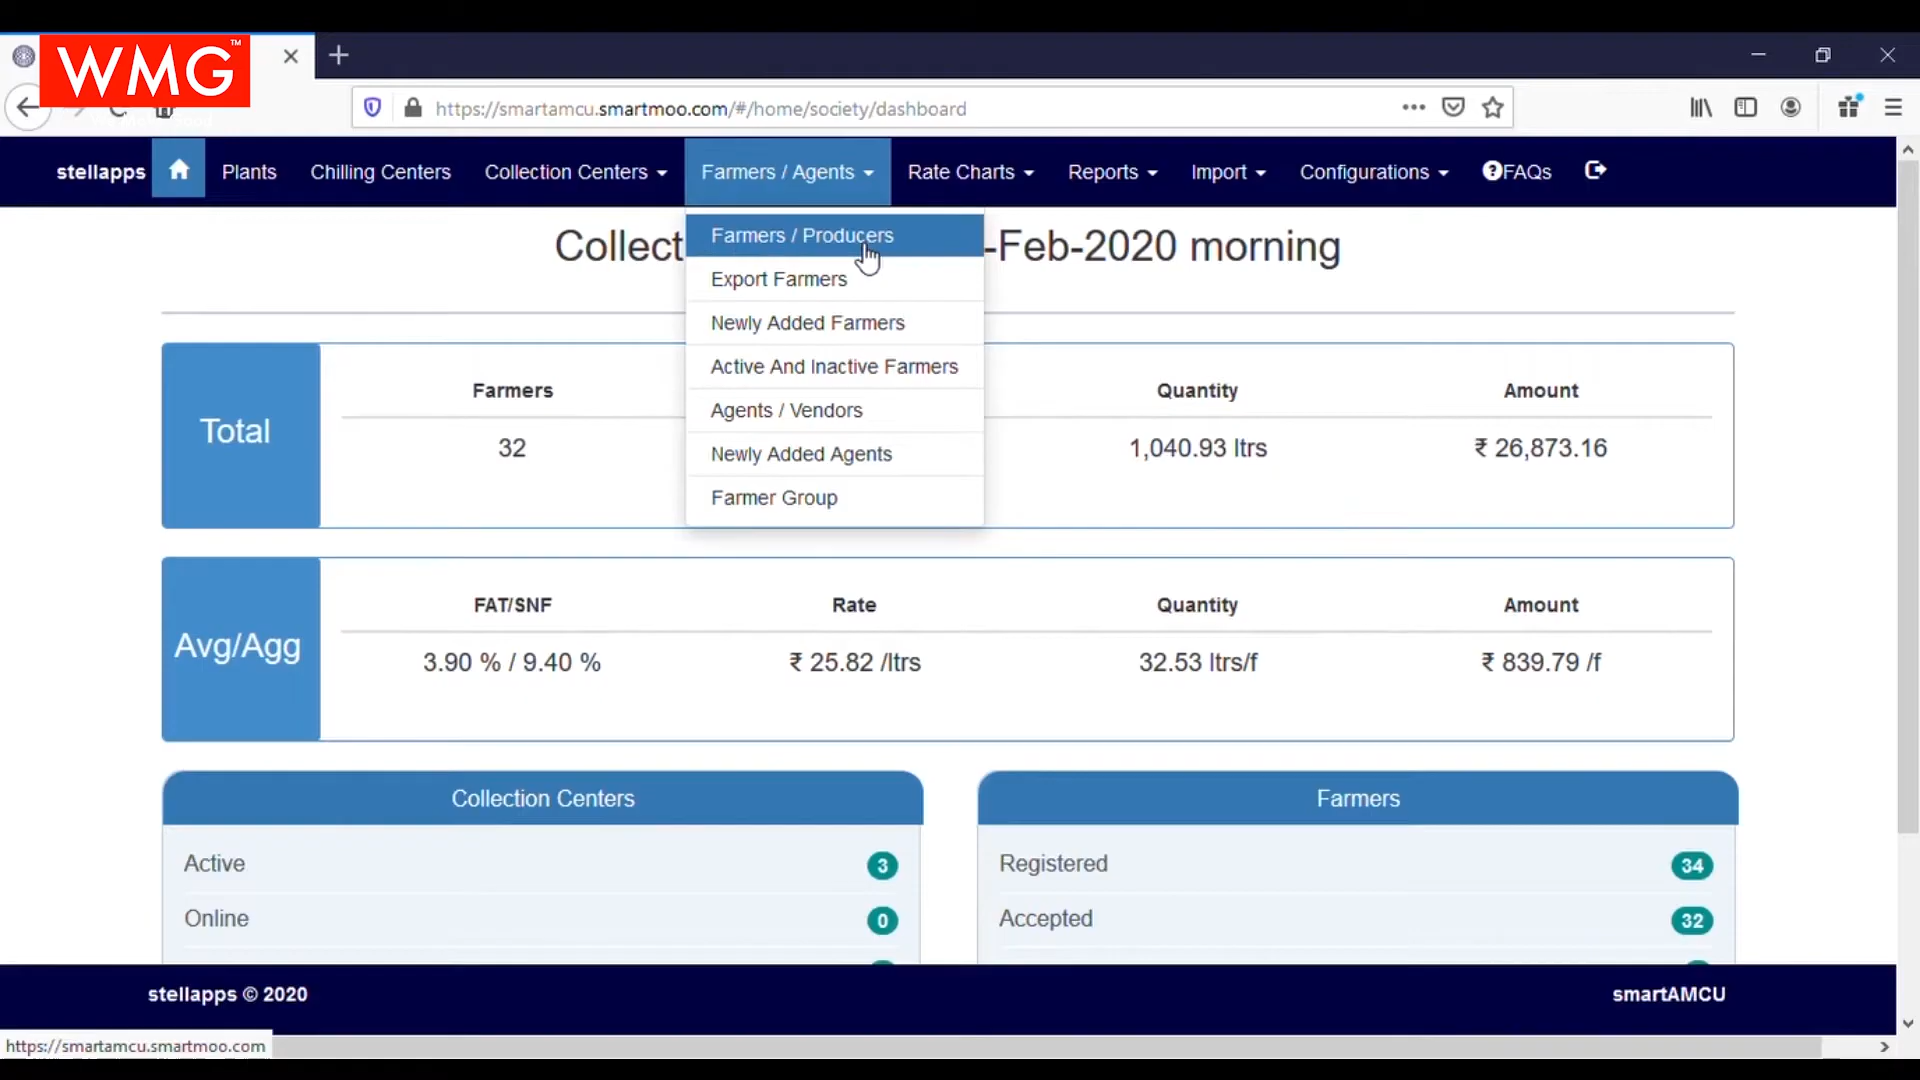 WMG™
https://smartamcu.smartmoo.com/#/home/society/dashboard
stellapps
Plants
Chilling Centers
Collection Centers
Farmers / Agents
Rate Charts
Reports
Import
Configurations
FAQs
Farmers / Producers
Export Farmers
Newly Added Farmers
Active And Inactive Farmers
Agents / Vendors
Newly Added Agents
Farmer Group
Collect -Feb-2020 morning
Total
Farmers Quantity Amount
32 1,040.93 ltrs ₹ 26,873.16
Avg/Agg
FAT/SNF Rate Quantity Amount
3.90 % / 9.40 % ₹ 25.82 /ltrs 32.53 ltrs/f ₹ 839.79 /f
Collection Centers
Active 3
Online 0
Farmers
Registered 34
Accepted 32
stellapps © 2020
smartAMCU
https://smartamcu.smartmoo.com